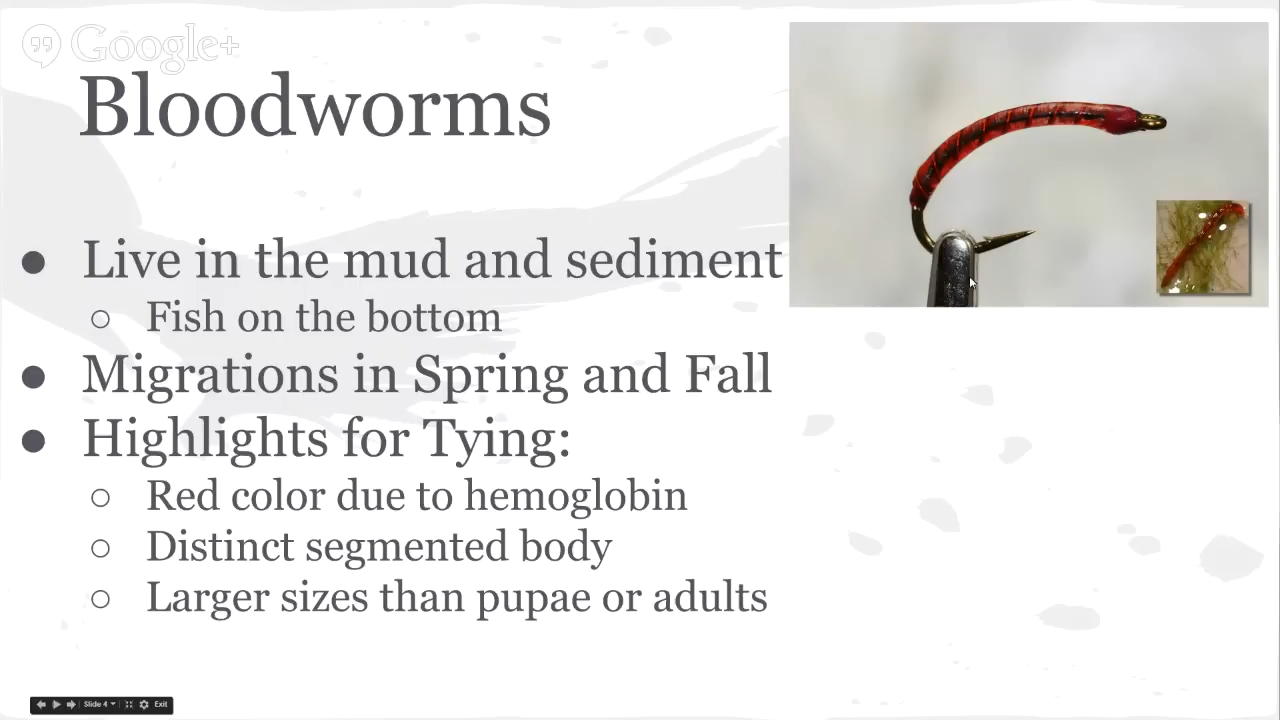 Google+
Bloodworms
● Live in the mud and sediment
○ Fish on the bottom
● Migrations in Spring and Fall
● Highlights for Tying:
○ Red color due to hemoglobin
○ Distinct segmented body
○ Larger sizes than pupae or adults
Slide 4 Exit